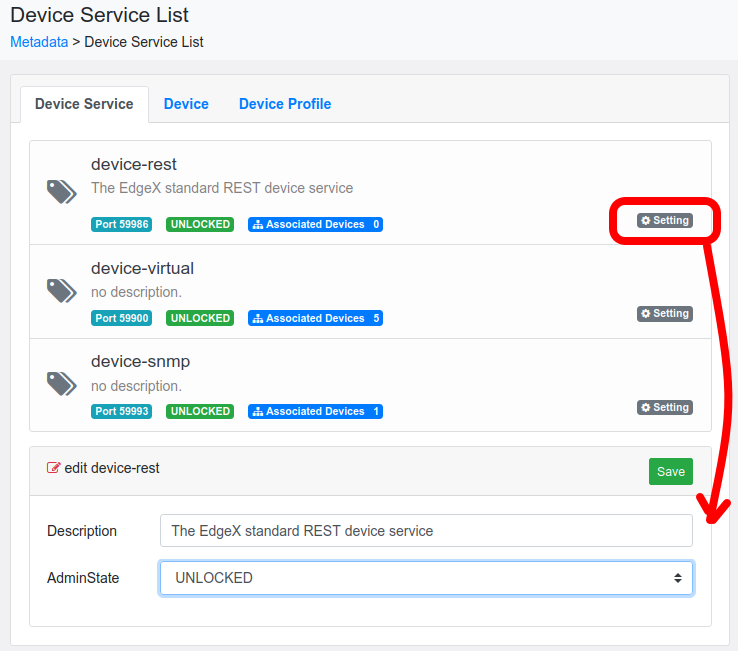 Device Service List
Metadata > Device Service List
Device Service Device Device Profile
device-rest
The EdgeX standard REST device service
Port 59986 UNLOCKED Associated Devices 0 Setting
device-virtual
no description.
Port 59900 UNLOCKED Associated Devices 5 Setting
device-snmp
no description.
Port 59993 UNLOCKED Associated Devices 1 Setting
edit device-rest Save
Description The EdgeX standard REST device service
AdminState UNLOCKED